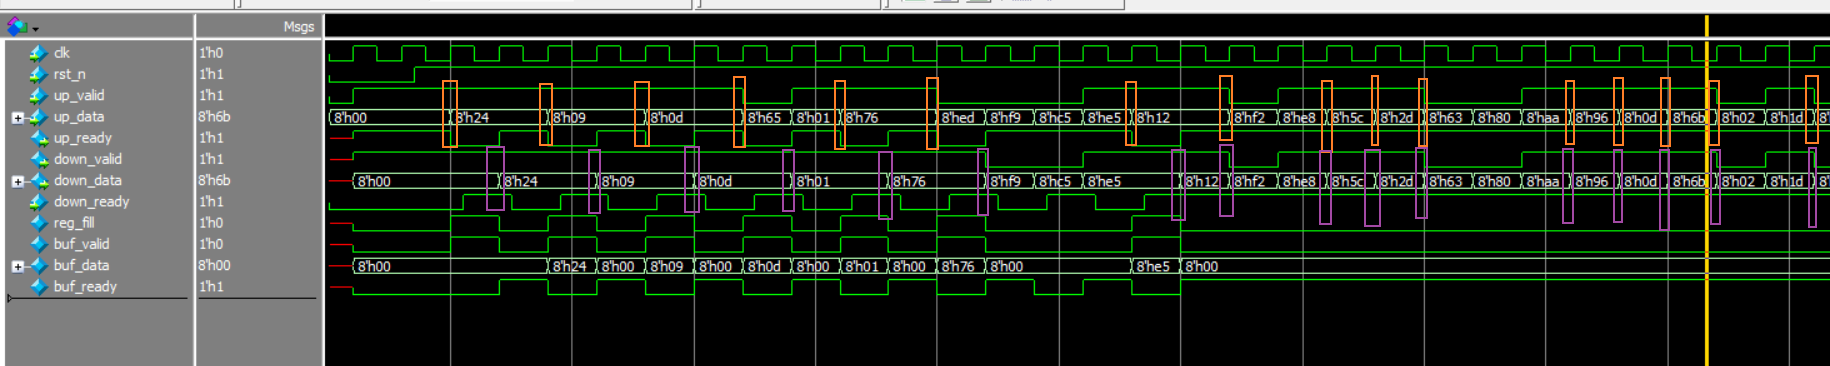 Msgs
clk 1'h0
rst_n 1'h1
up_valid 1'h1
up_data 8'h6b 8'h00 8'h24 8'h09 8'h0d 8'h65 8'h01 8'h76 8'hed 8'hf9 8'hc5 8'he5 8'h12 8'hf2 8'he8 8'h5c 8'h2d 8'h63 8'h80 8'haa 8'h96 8'h0d 8'h6b 8'h02 8'h1d 8'
up_ready 1'h1
down_valid 1'h1
down_data 8'h6b 8'h00 8'h24 8'h09 8'h0d 8'h01 8'h76 8'hf9 8'hc5 8'he5 8'h12 8'hf2 8'he8 8'h5c 8'h2d 8'h63 8'h80 8'haa 8'h96 8'h0d 8'h6b 8'h02 8'h1d 8'
down_ready 1'h1
reg_fill 1'h0
buf_valid 1'h0
buf_data 8'h00 8'h00 8'h24 8'h00 8'h09 8'h00 8'h0d 8'h00 8'h01 8'h00 8'h76 8'h00 8'he5 8'h00
buf_ready 1'h1